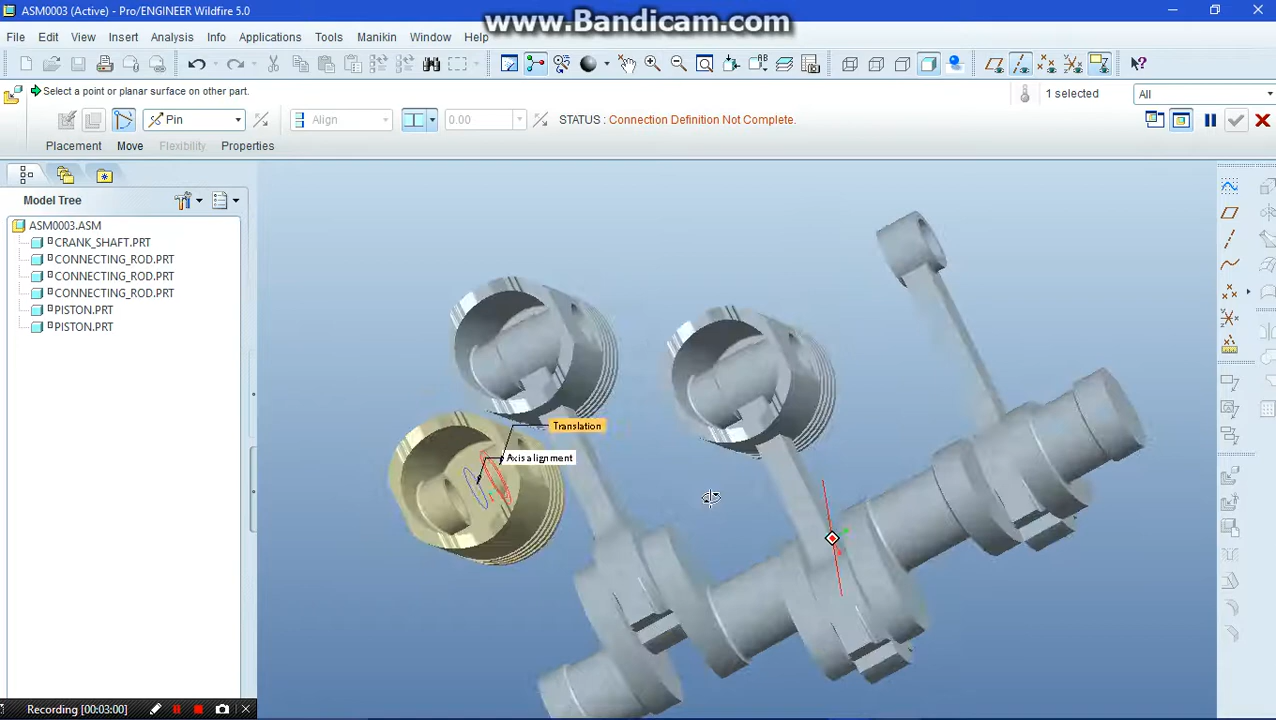 ASM0003 (Active) - Pro/ENGINEER Wildfire 5.0
www.Bandicam.com
File Edit View Insert Analysis Info Applications Tools Manikin Window Help
Select a point or planar surface on other part.
1 selected
All
Pin
Align
0.00
STATUS : Connection Definition Not Complete.
Placement Move Flexibility Properties
Model Tree
ASM0003.ASM
CRANK_SHAFT.PRT
CONNECTING_ROD.PRT
CONNECTING_ROD.PRT
CONNECTING_ROD.PRT
PISTON.PRT
PISTON.PRT
Translation
Axis alignment
Recording [00:03:00]